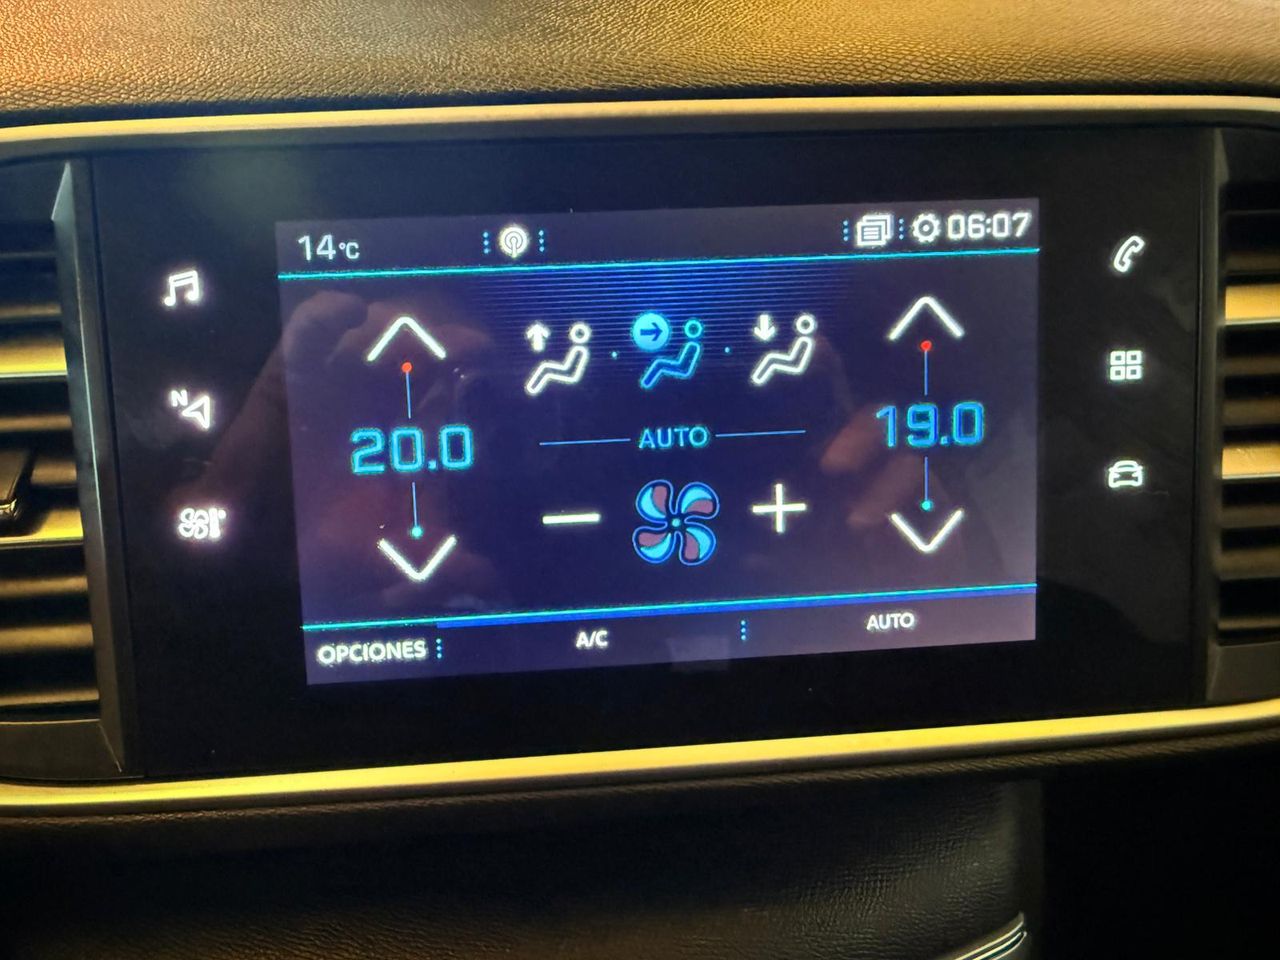 14°C 06:07
N
20.0 19.0
AUTO
OPCIONES A/C AUTO